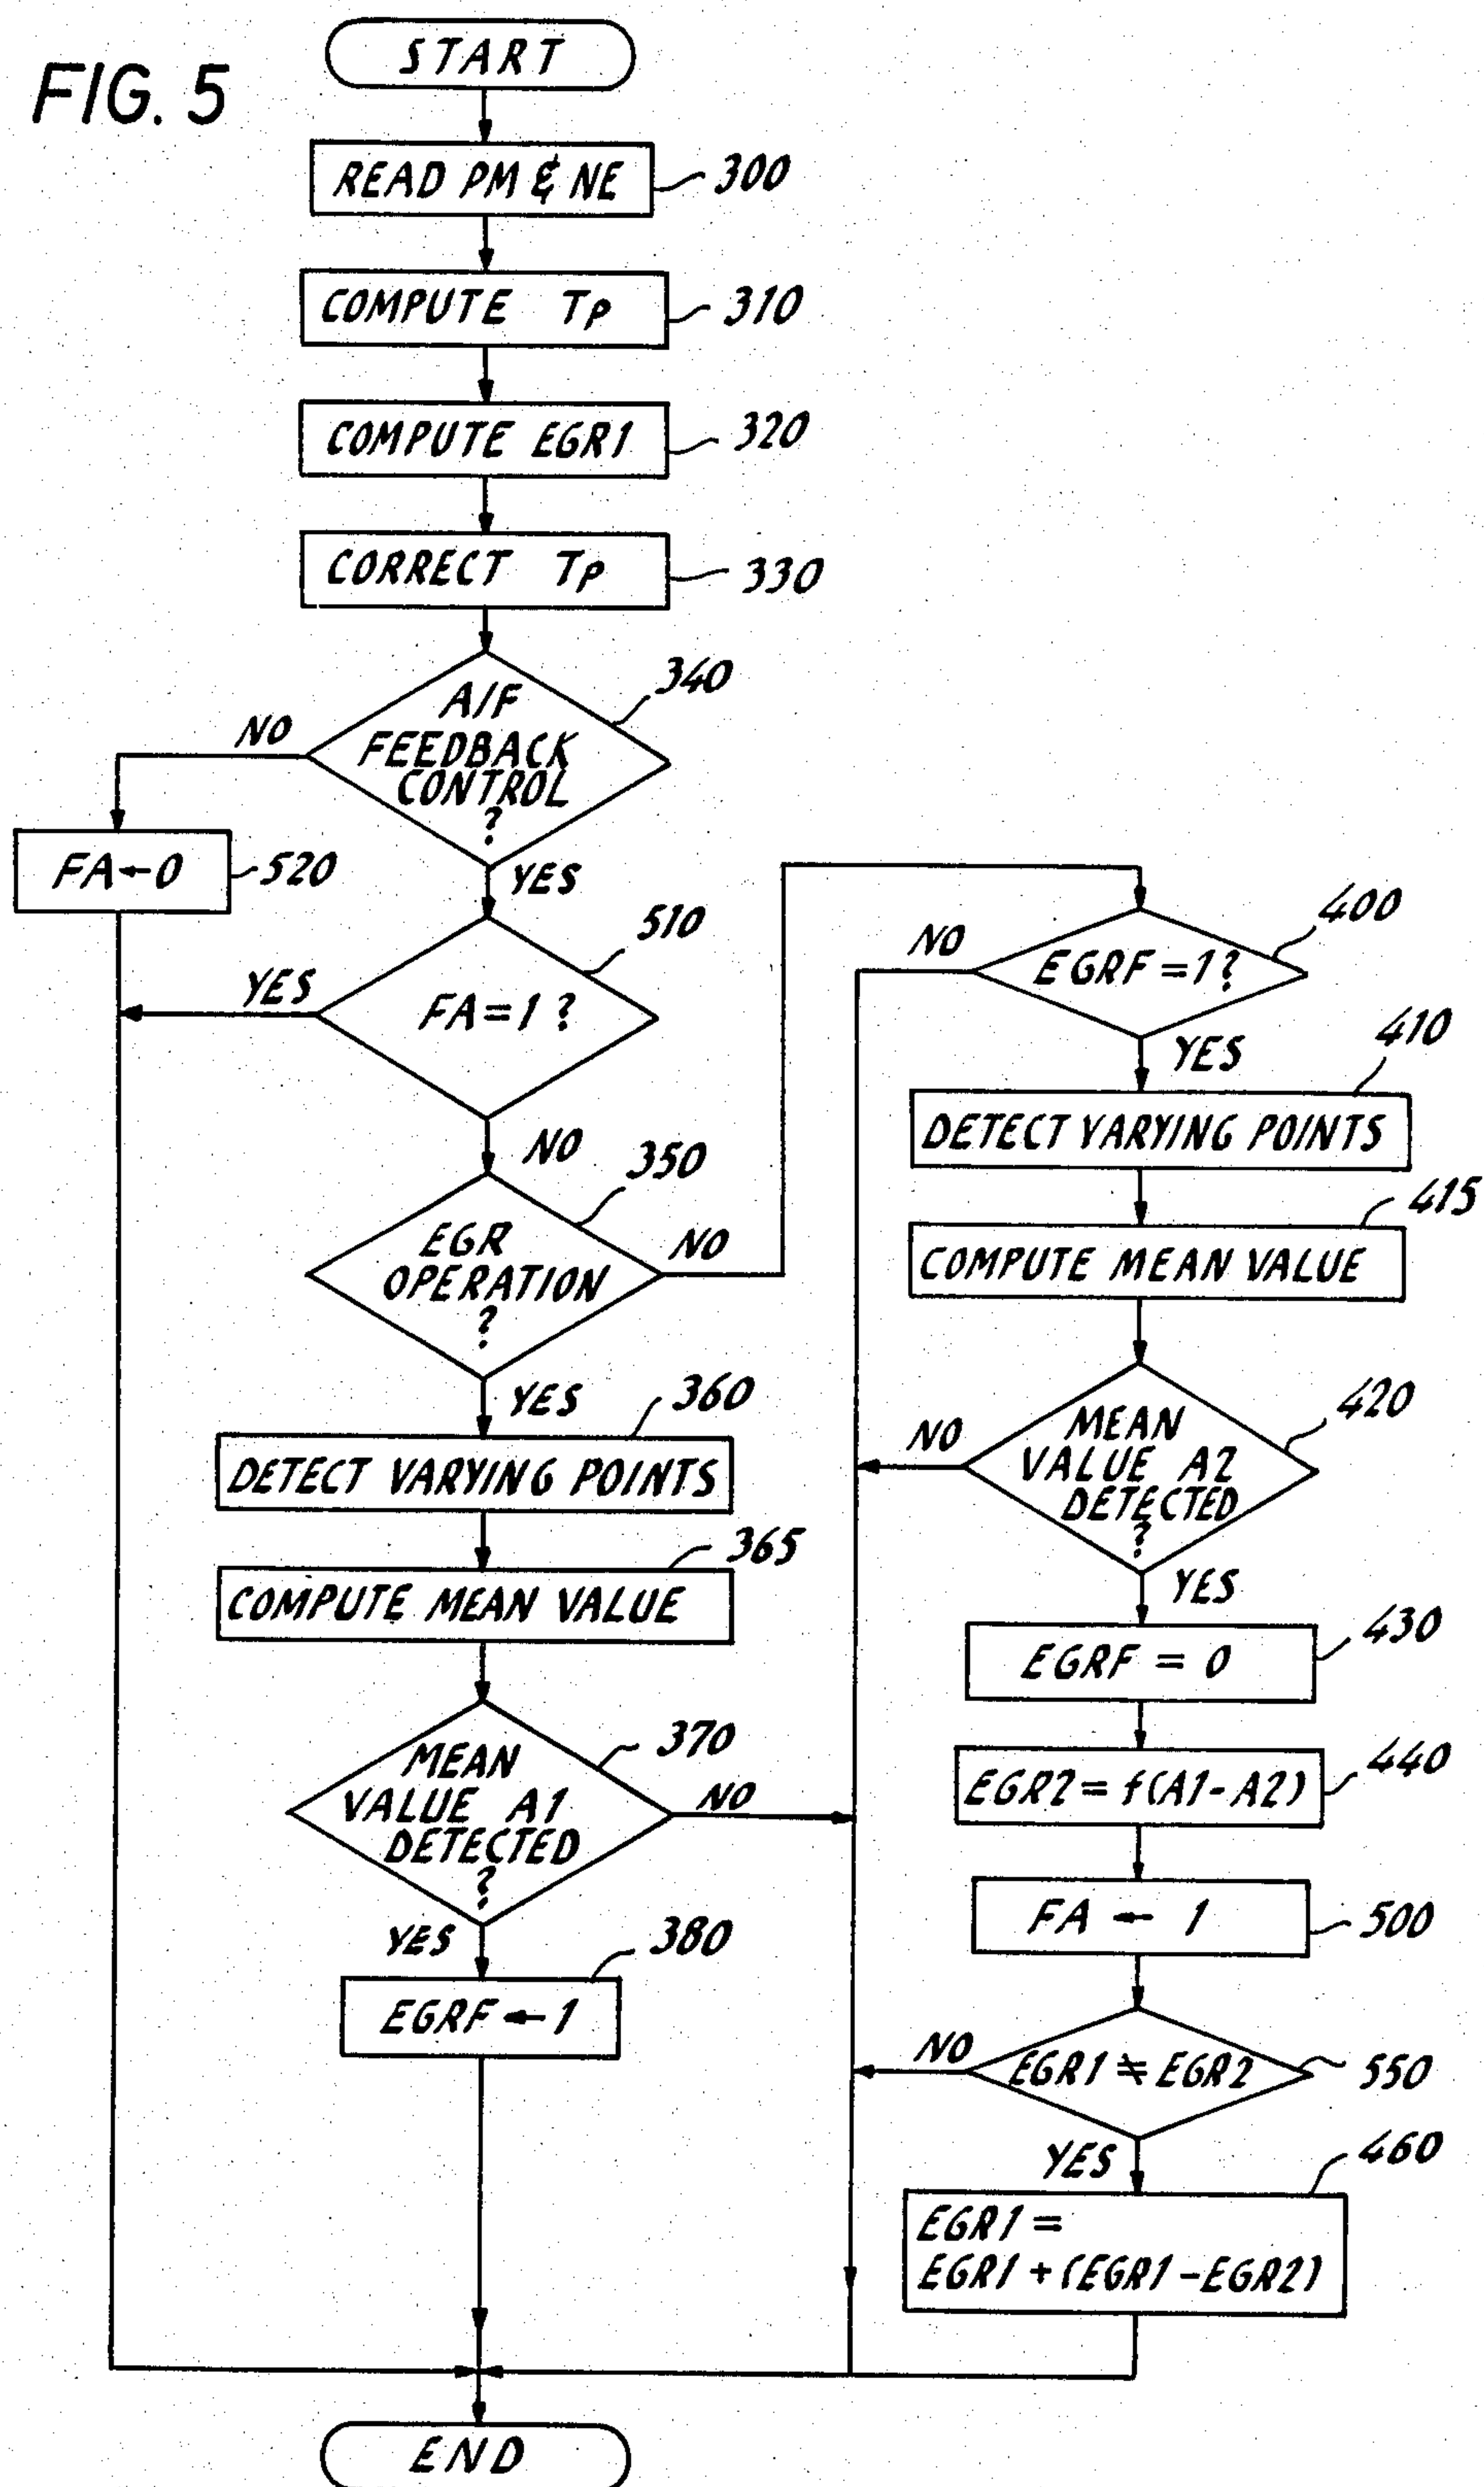 FIG. 5
START
READ PM & NE
300
COMPUTE TP
310
COMPUTE EGR1
320
CORRECT TP
330
A/F
FEEDBACK
CONTROL
?
340
NO
YES
FA←0
520
510
FA=1?
YES
NO
350
EGR
OPERATION
?
NO
YES
360
DETECT VARYING POINTS
365
COMPUTE MEAN VALUE
370
MEAN
VALUE A1
DETECTED
?
NO
YES
380
EGRF←1
400
EGRF=1?
NO
YES
410
DETECT VARYING POINTS
415
COMPUTE MEAN VALUE
420
MEAN
VALUE A2
DETECTED
?
NO
YES
430
EGRF = 0
440
EGR2=f(A1-A2)
FA ← 1
500
NO
EGR1≒EGR2
550
YES
460
EGR1=
EGR1+(EGR1-EGR2)
END